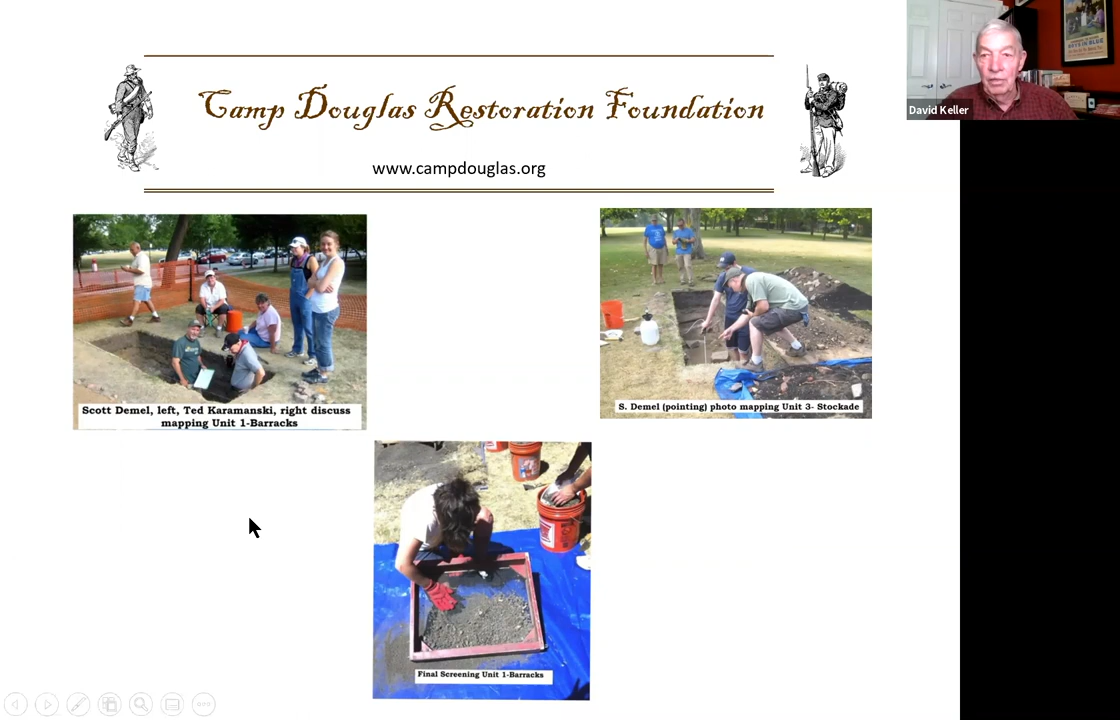 Camp Douglas Restoration Foundation
www.campdouglas.org
David Keller
Scott Demel, left, Ted Karamanski, right discuss
mapping Unit 1-Barracks
S. Demel (pointing) photo mapping Unit 3- Stockade
Final Screening Unit 1-Barracks